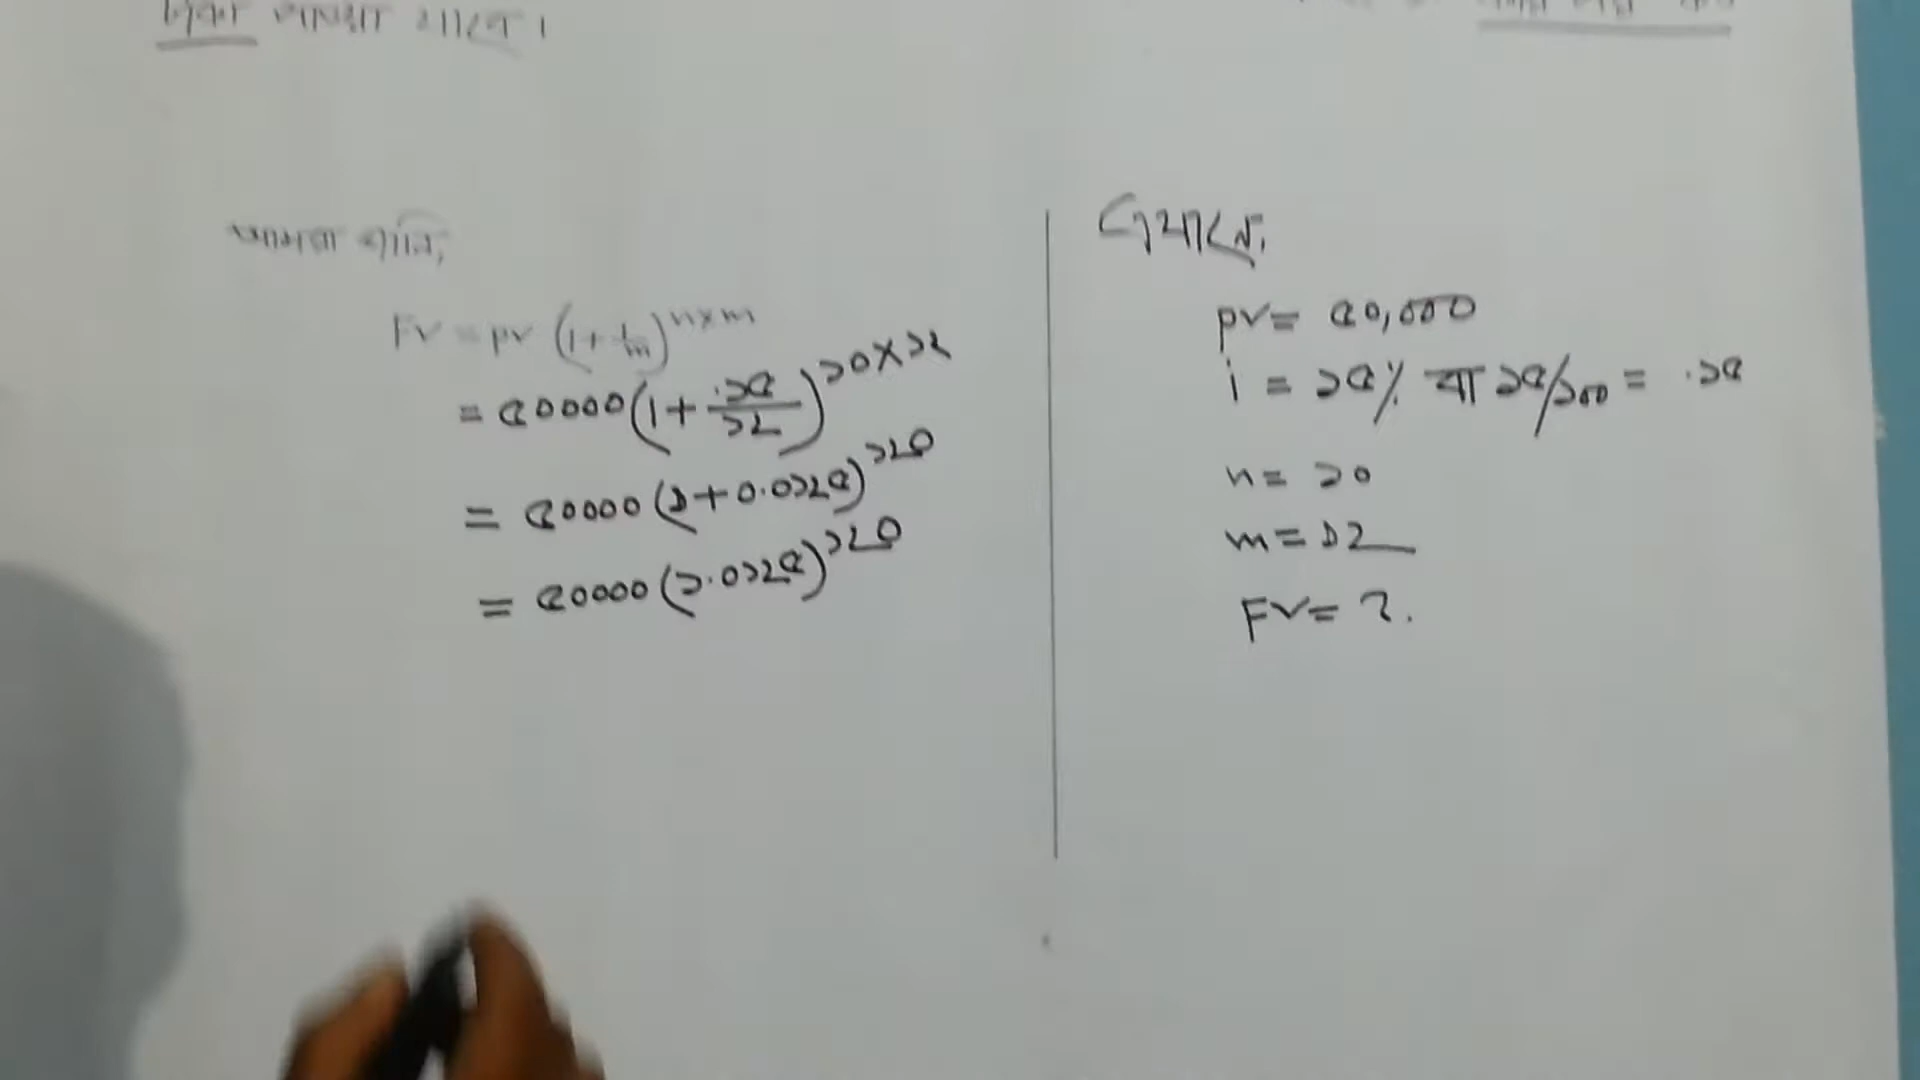 আমরা জানি,
FV = PV (1 + i/m)^n×m
= ৫০০০০(1 + .১৫/১২)^১০×১২
= ৫০০০০(১+০.০১২৫)^১২০
= ৫০০০০(১.০১২৫)^১২০
এখানে,
PV= ৫০,০০০
i = ১৫% বা ১৫/১০০ = .১৫
n = ১০
m = ১২
FV= ?